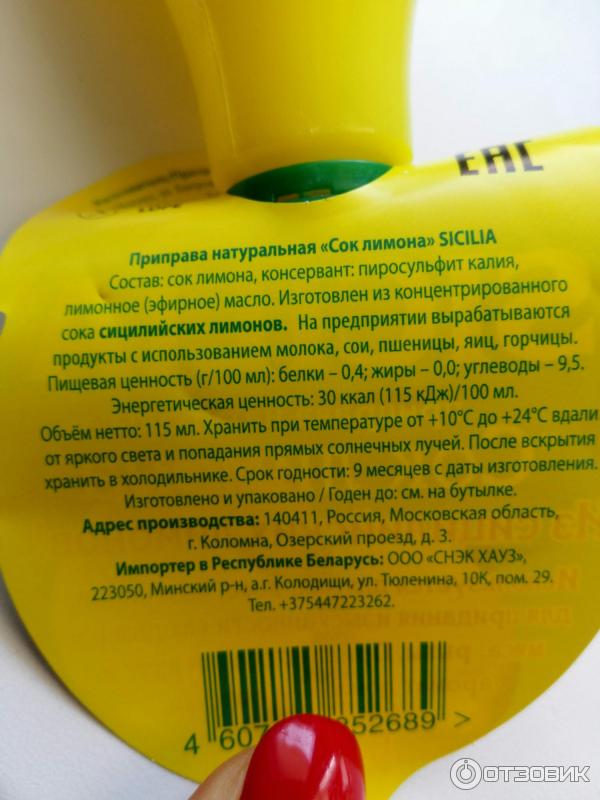 ЕАС
Приправа натуральная «Сок лимона» SICILIA
Состав: сок лимона, консервант: пиросульфит калия,
лимонное (эфирное) масло. Изготовлен из концентрированного
сока сицилийских лимонов. На предприятии вырабатываются
продукты с использованием молока, сои, пшеницы, яиц, горчицы.
Пищевая ценность (г/100 мл): белки – 0,4; жиры – 0,0; углеводы – 9,5.
Энергетическая ценность: 30 ккал (115 кДж)/100 мл.
Объём нетто: 115 мл. Хранить при температуре от +10°С до +24°С вдали
от яркого света и попадания прямых солнечных лучей. После вскрытия
хранить в холодильнике. Срок годности: 9 месяцев с даты изготовления.
Изготовлено и упаковано / Годен до: см. на бутылке.
Адрес производства: 140411, Россия, Московская область,
г. Коломна, Озерский проезд, д. 3.
Импортер в Республике Беларусь: ООО «СНЭК ХАУЗ»,
223050, Минский р-н, а.г. Колодищи, ул. Тюленина, 10К, пом. 29.
Тел. +375447223262.
4 607 52689 >
ОТЗОВИК